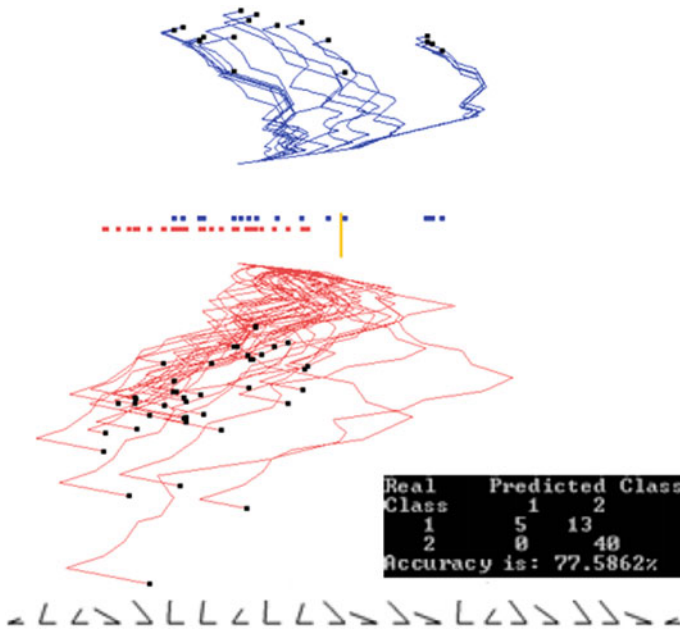 Real Predicted Class
Class 1 2
1 5 13
2 0 40
Accuracy is: 77.5862%